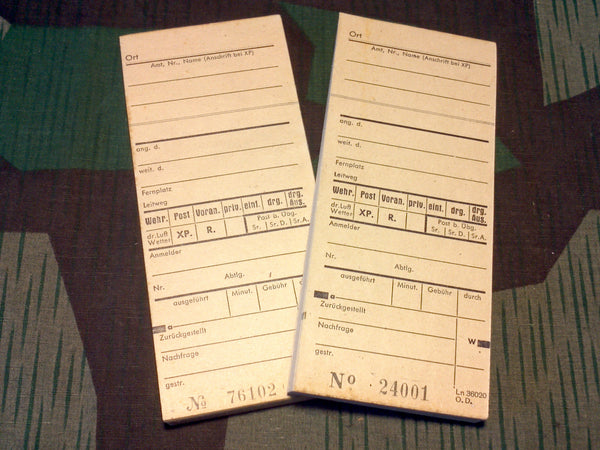 Ort
Amt, Nr., Name (Anschrift bei XP)
ang. d.
weit. d.
Fernplatz
Leitweg
Wehr. Post Voran. priv. eint. drg. drg. Aus.
dr. Luft Wetter XP. R. Post b. Dbg. Sr. Sr. D. Sr. A.
Anmelder
Nr. Abtlg.
ausgeführt Minut. Gebühr durch
a
Zurückgestellt
Nachfrage
gestr.
No 76102
Ort
Amt, Nr., Name (Anschrift bei XP)
ang. d.
weit. d.
Fernplatz
Leitweg
Wehr. Post Voran. priv. eint. drg. drg. Aus.
dr. Luft Wetter XP. R. Post b. Dbg. Sr. Sr. D. Sr. A.
Anmelder
Nr. Abtlg.
ausgeführt Minut. Gebühr durch
a
Zurückgestellt
W
Nachfrage
gestr.
No 24001
Ln 36020
O. D.